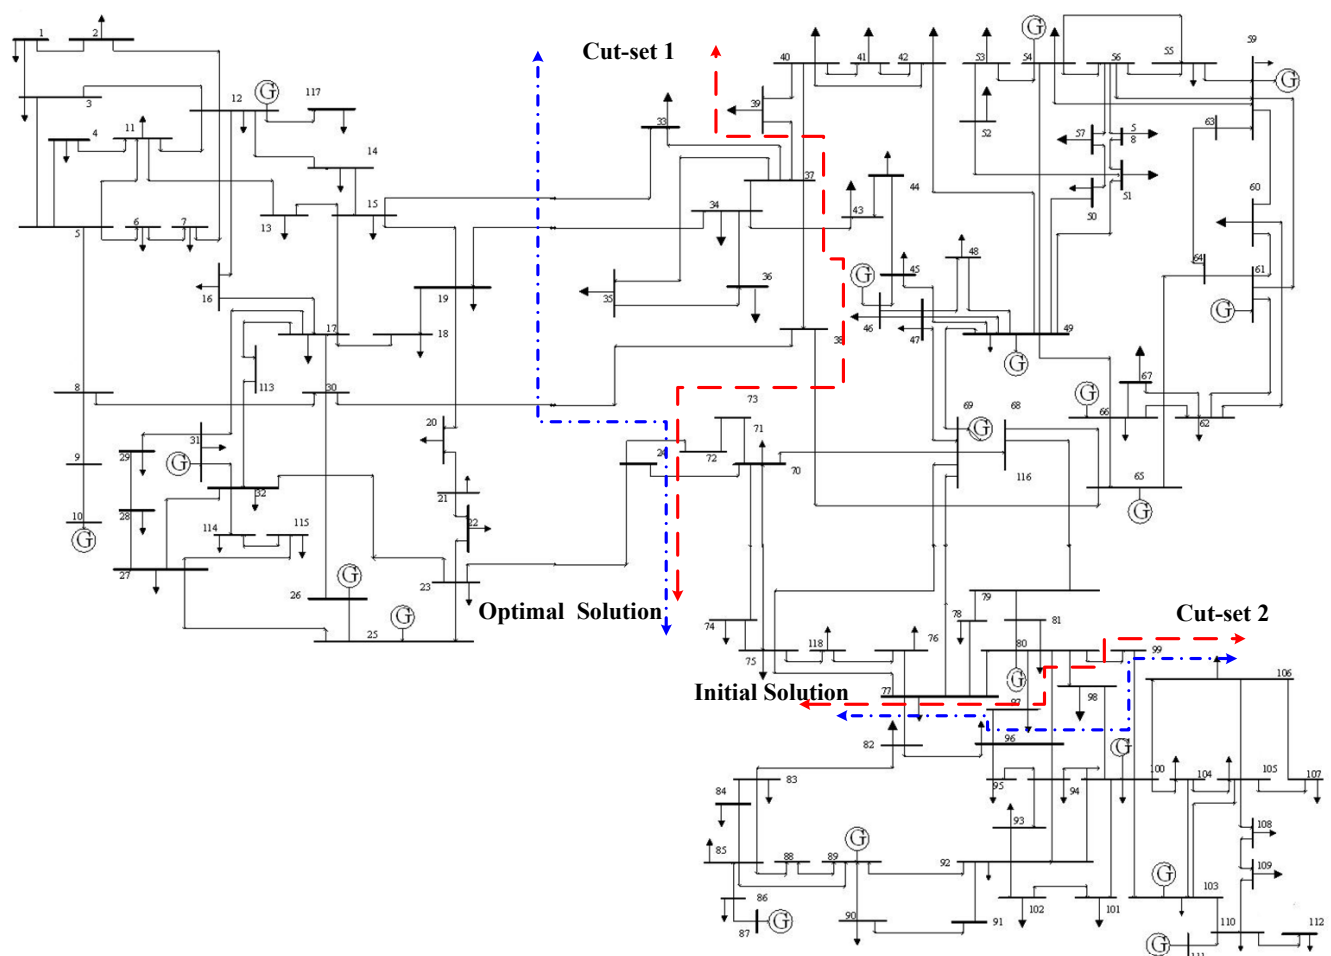 Cut-set 1
40 41 42 53 G 54 56 55 59
1 2
3 12 G 117 39 G
4 11 33 52 63 57 5
8
14 37 51
5 6 7 13 15 34 43 44 50 60
16 19 35 36 G 45 48 64 61
17 18 38 46 47 49 G
G
113 67
8 30 73 69 G 68 G 66 62
20 71
29 31 G 24 72 70 116 65
9 21 G
10 28 32 22
G 114 115
27 26 G 23 79
Optimal Solution 78 81 Cut-set 2
25 G 74 118 76 80 99
75 G 106
Initial Solution 77 97 98
82 96 G
83 95 94 100 104 105 107
84 93 108
85 88 89 G 92 109
86 90 91 102 101 G 103
87 G 110 112
G 111